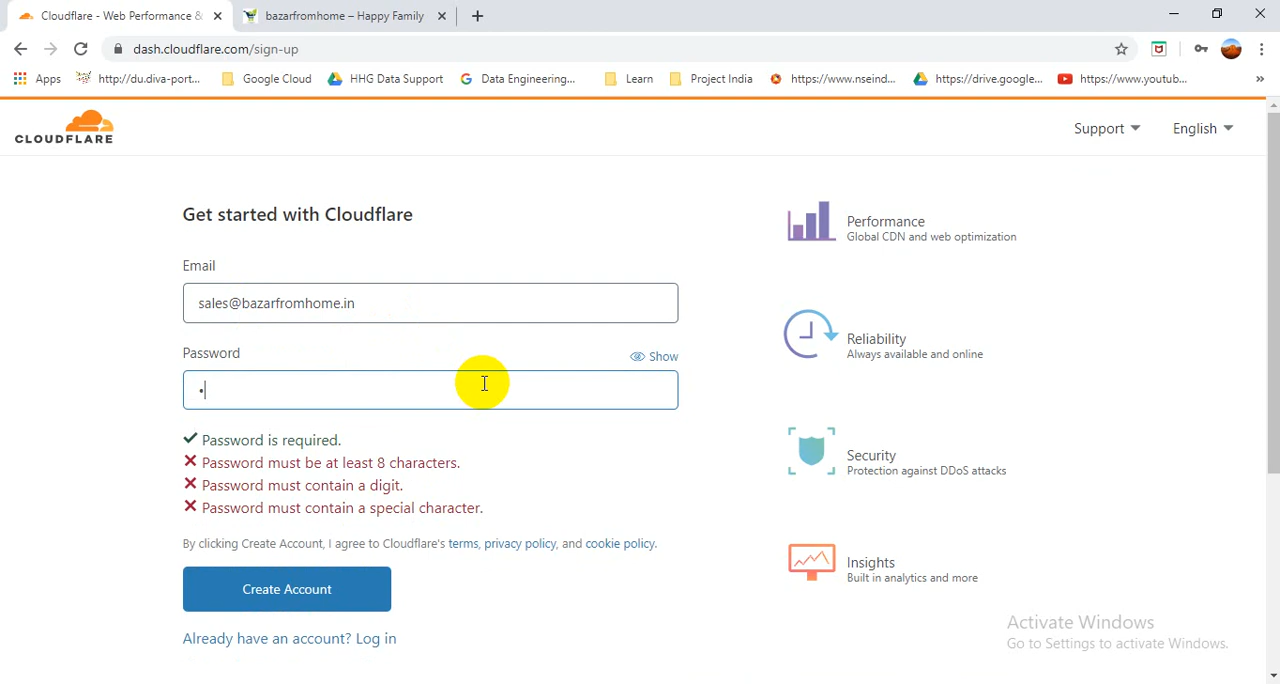 Cloudflare - Web Performance &
bazarfromhome – Happy Family
dash.cloudflare.com/sign-up
Apps
http://du.diva-port...
Google Cloud
HHG Data Support
Data Engineering...
Learn
Project India
https://www.nseind...
https://drive.google...
https://www.youtub...
»
CLOUDFLARE
Support
English
Get started with Cloudflare
Email
sales@bazarfromhome.in
Password
Show
•
Password is required.
Password must be at least 8 characters.
Password must contain a digit.
Password must contain a special character.
By clicking Create Account, I agree to Cloudflare's terms, privacy policy, and cookie policy.
Create Account
Already have an account? Log in
Performance
Global CDN and web optimization
Reliability
Always available and online
Security
Protection against DDoS attacks
Insights
Built in analytics and more
Activate Windows
Go to Settings to activate Windows.